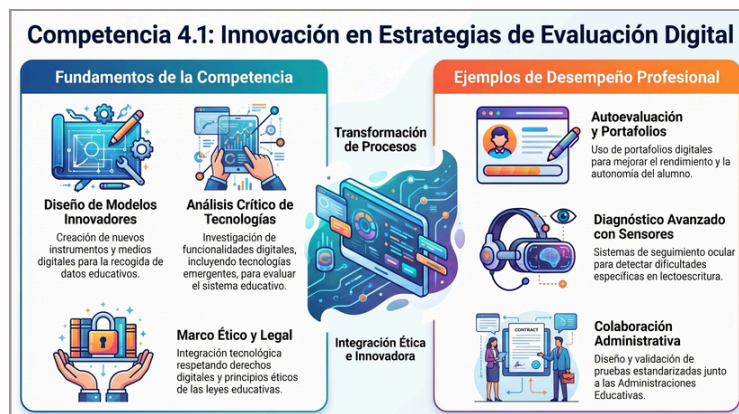 Competencia 4.1: Innovación en Estrategias de Evaluación Digital
Fundamentos de la Competencia
Diseño de Modelos
Innovadores
Creación de nuevos
instrumentos y medios
digitales para la recogida de
datos educativos.
Análisis Crítico de
Tecnologías
Investigación de
funcionalidades digitales,
incluyendo tecnologías
emergentes, para evaluar
el sistema educativo.
Marco Ético y Legal
Integración tecnológica
respetando derechos
digitales y principios éticos
de las leyes educativas.
Transformación
de Procesos
Integración Ética
e Innovadora
Ejemplos de Desempeño Profesional
Autoevaluación
y Portafolios
Uso de portafolios digitales
para mejorar el rendimiento y la
autonomía del alumno.
Diagnóstico Avanzado
con Sensores
Sistemas de seguimiento ocular
para detectar dificultades
específicas en lectoescritura.
CONTRACT
Colaboración
Administrativa
Diseño y validación de
pruebas estandarizadas junto
a las Administraciones
Educativas.